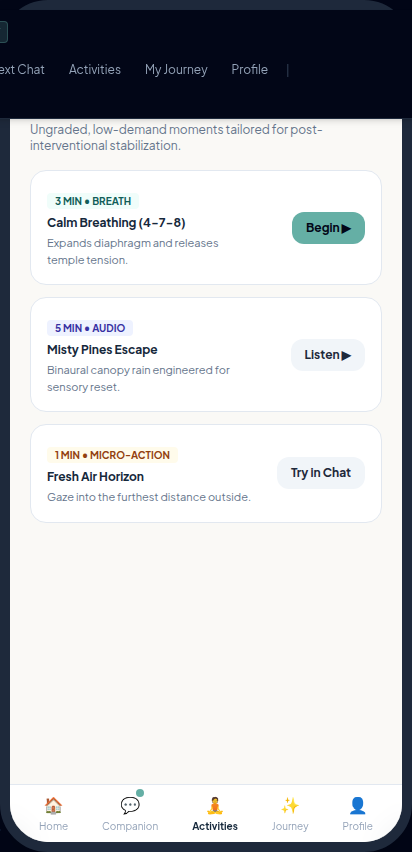 ext Chat Activities My Journey Profile |
Ungraded, low-demand moments tailored for post-
interventional stabilization.
3 MIN • BREATH
Calm Breathing (4-7-8)
Expands diaphragm and releases
temple tension.
Begin ▶
5 MIN • AUDIO
Misty Pines Escape
Binaural canopy rain engineered for
sensory reset.
Listen ▶
1 MIN • MICRO-ACTION
Fresh Air Horizon
Gaze into the furthest distance outside.
Try in Chat
Home Companion Activities Journey Profile